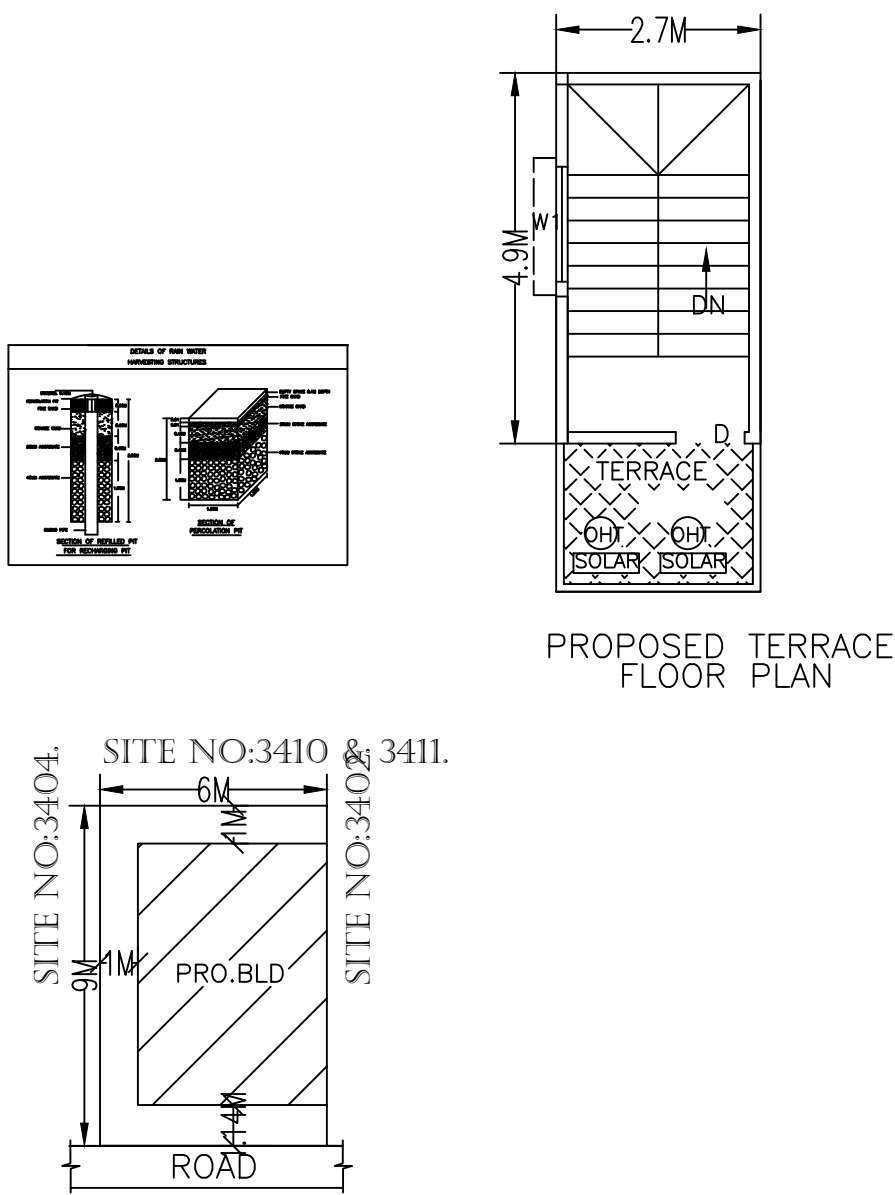 2.7M
4.9M
W1
DN
D
TERRACE
OHT.
OHT.
SOLAR
SOLAR
PROPOSED TERRACE
FLOOR PLAN
DETAILS OF RAIN WATER
HARVESTING STRUCTURES
SECTION OF REFILLED PIT
FOR RECHARGING PIT
SECTION OF
PERCOLATION PIT
SITE NO:3410 & 3411.
SITE NO:3404.
SITE NO:3402.
6M
1M
9M
1M
PRO.BLD
1.14M
ROAD